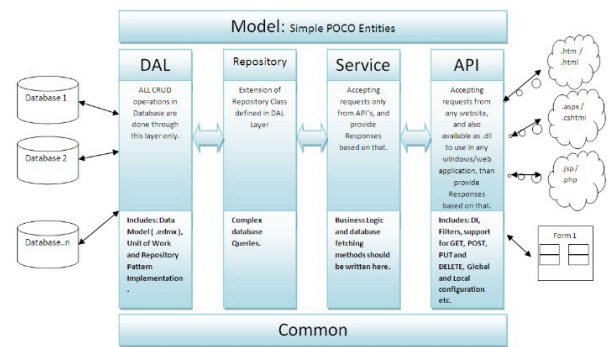 Model: Simple POCO Entities
DAL
ALL CRUD
operations in
Database are
done through
this layer only.
Includes: Data
Model ( .edmx ),
Unit of Work
and Repository
Pattern
Implementation
.
Repository
Extension of
Repository Class
defined in DAL
Layer
Complex
database
Queries.
Service
Accepting
requests only
from API's, and
provide
Responses
based on that.
Business Logic
and database
fetching
methods should
be written here.
API
Accepting
requests from
any website,
and also
available as .dll
to use in any
windows/web
application, than
provide
Responses
based on that.
Includes: DI,
Filters, support
for GET, POST,
PUT and
DELETE, Global
and Local
configuration
etc.
Database 1
Database 2
Database..n
.htm /
.html
.aspx /
.cshtml
.jsp /
.php
Form 1
Common